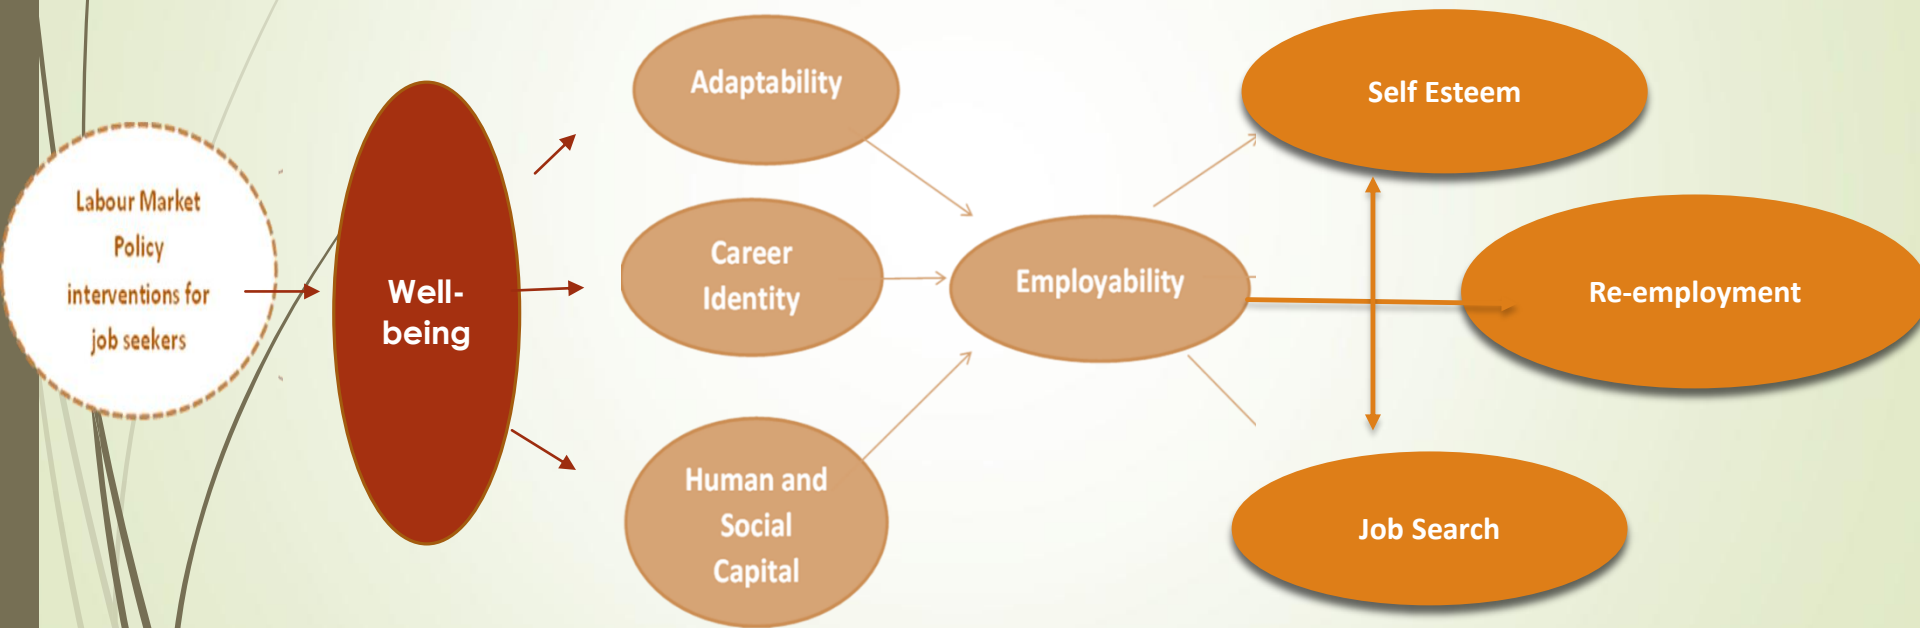 Labour Market
Policy
interventions for
job seekers
Well-
being
Adaptability
Career
Identity
Human and
Social
Capital
Employability
Self Esteem
Re-employment
Job Search